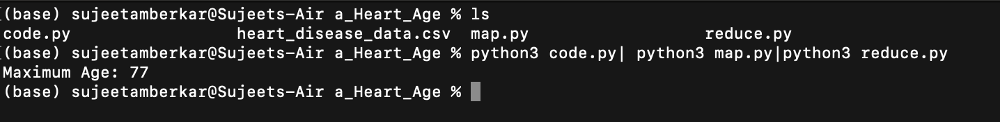 (base) sujeetamberkar@Sujeets-Air a_Heart_Age % ls
code.py heart_disease_data.csv map.py reduce.py
(base) sujeetamberkar@Sujeets-Air a_Heart_Age % python3 code.py| python3 map.py|python3 reduce.py
Maximum Age: 77
(base) sujeetamberkar@Sujeets-Air a_Heart_Age %